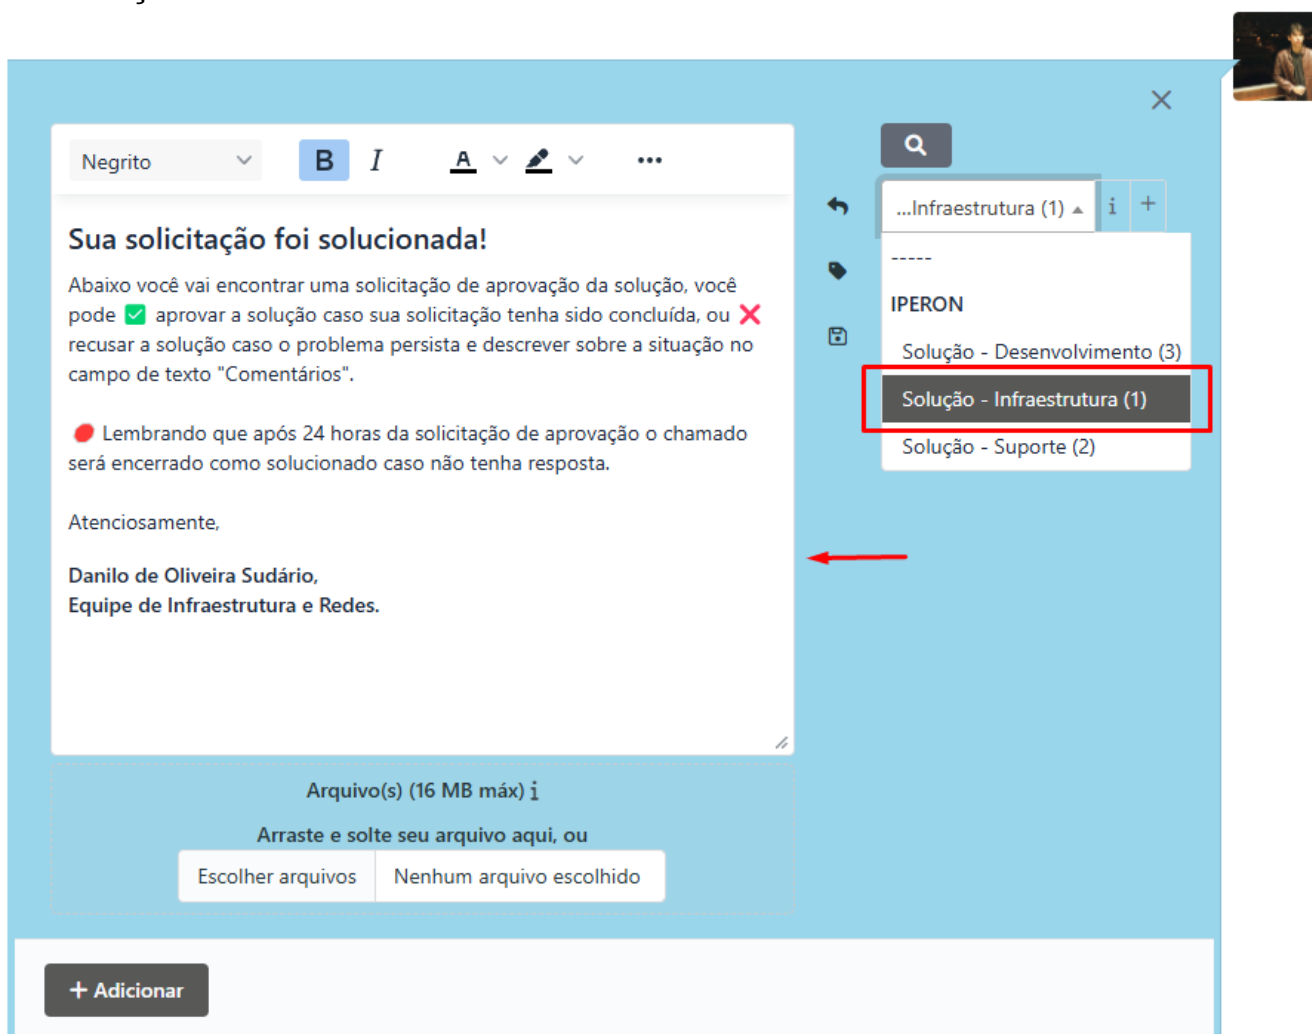 Negrito
B
I
A
Sua solicitação foi solucionada!
Abaixo você vai encontrar uma solicitação de aprovação da solução, você
pode ✅ aprovar a solução caso sua solicitação tenha sido concluída, ou ❌
recusar a solução caso o problema persista e descrever sobre a situação no
campo de texto "Comentários".
🔴 Lembrando que após 24 horas da solicitação de aprovação o chamado
será encerrado como solucionado caso não tenha resposta.
Atenciosamente,
Danilo de Oliveira Sudário,
Equipe de Infraestrutura e Redes.
...Infraestrutura (1)
i
+
-----
IPERON
Solução - Desenvolvimento (3)
Solução - Infraestrutura (1)
Solução - Suporte (2)
Arquivo(s) (16 MB máx) i
Arraste e solte seu arquivo aqui, ou
Escolher arquivos Nenhum arquivo escolhido
+ Adicionar